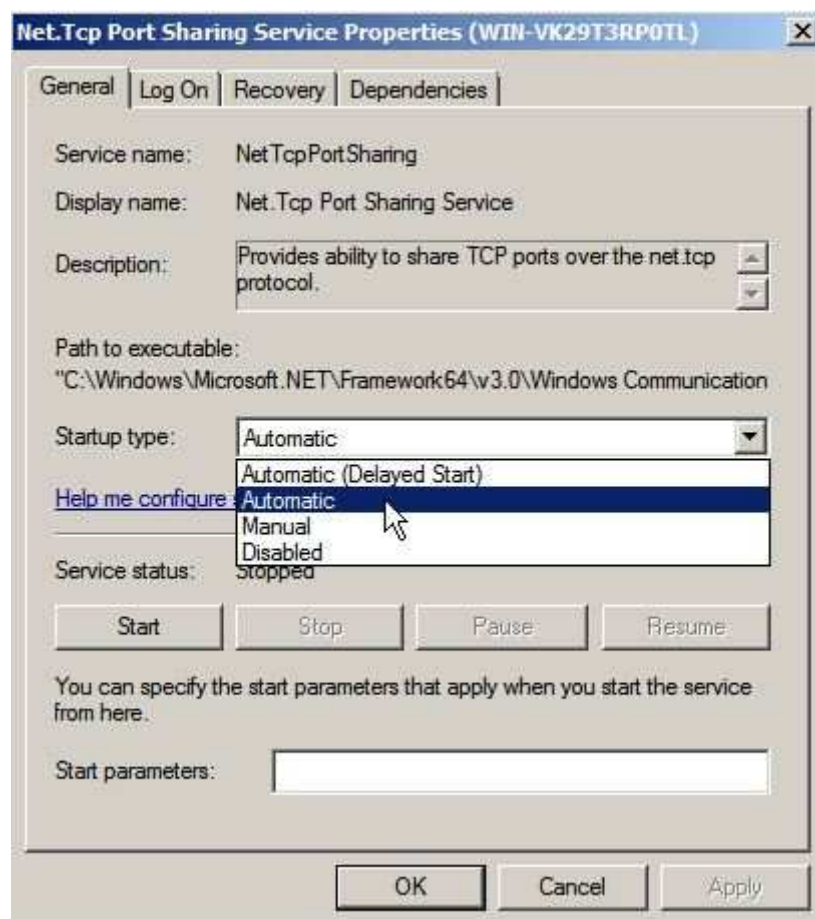 Net.Tcp Port Sharing Service Properties (WIN-VK29T3RP0TL)
General Log On Recovery Dependencies
Service name: NetTcpPortSharing
Display name: Net.Tcp Port Sharing Service
Description: Provides ability to share TCP ports over the net.tcp
protocol.
Path to executable:
"C:\Windows\Microsoft.NET\Framework64\v3.0\Windows Communication
Startup type: Automatic
Automatic (Delayed Start)
Help me configure Automatic
Manual
Disabled
Service status: Stopped
Start Stop Pause Resume
You can specify the start parameters that apply when you start the service
from here.
Start parameters:
OK Cancel Apply